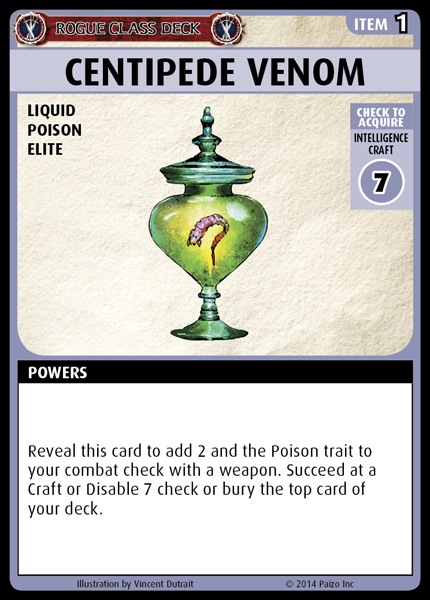 ROGUE CLASS DECK
ITEM 1
CENTIPEDE VENOM
LIQUID
POISON
ELITE
CHECK TO
ACQUIRE
INTELLIGENCE
CRAFT
7
POWERS
Reveal this card to add 2 and the Poison trait to
your combat check with a weapon. Succeed at a
Craft or Disable 7 check or bury the top card of
your deck.
Illustration by Vincent Dutrait © 2014 Paizo Inc